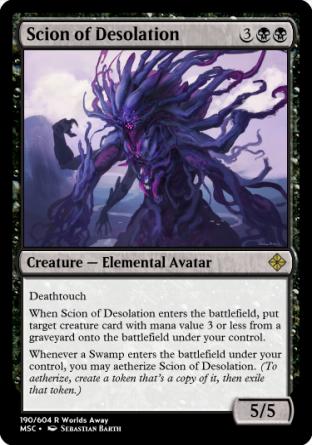 Scion of Desolation 3
Creature — Elemental Avatar
Deathtouch
When Scion of Desolation enters the battlefield, put
target creature card with mana value 3 or less from a
graveyard onto the battlefield under your control.
Whenever a Swamp enters the battlefield under your
control, you may aetherize Scion of Desolation. (To
aetherize, create a token that's a copy of it, then exile
that token.)
5/5
190/604 R Worlds Away
MSC • Sebastian Barth